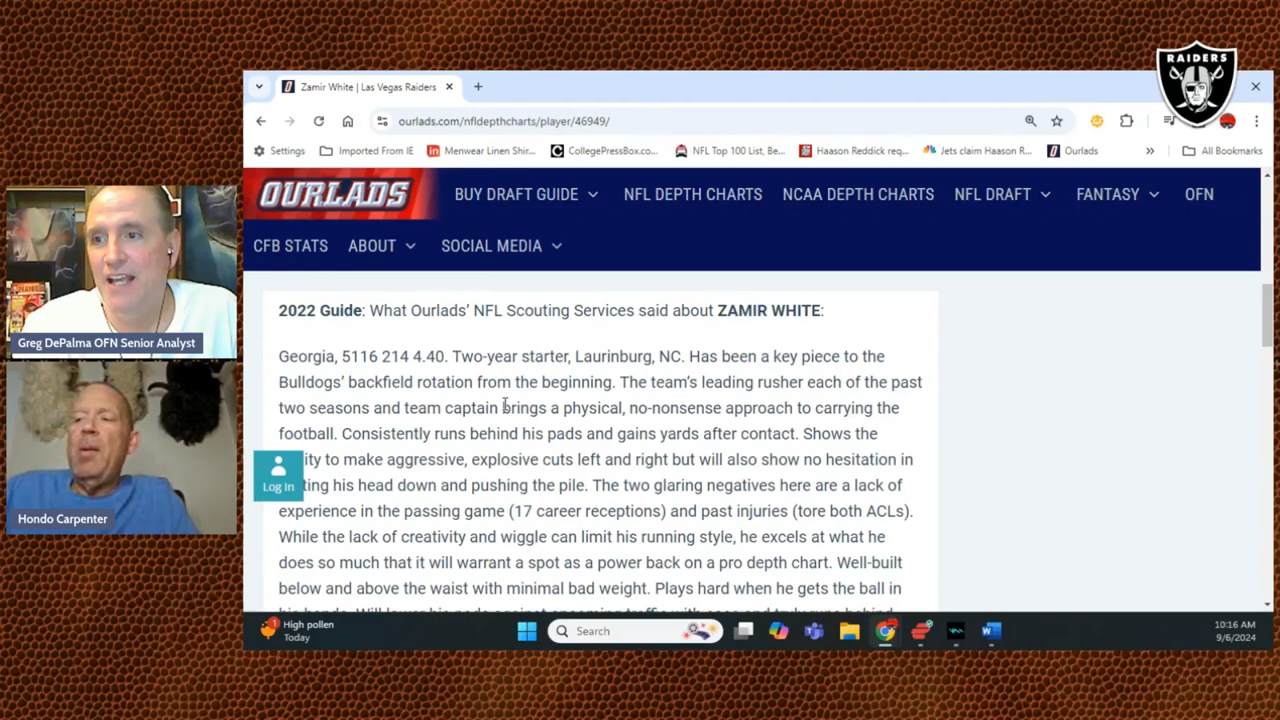 RAIDERS
Zamir White | Las Vegas Raiders
ourlads.com/nfldepthcharts/player/46949/
Settings
Imported From IE
Menwear Linen Shir...
CollegePressBox.co...
NFL Top 100 List, Be...
Haason Reddick req...
Jets claim Haason R...
Ourlads
All Bookmarks
OURLADS
BUY DRAFT GUIDE
NFL DEPTH CHARTS
NCAA DEPTH CHARTS
NFL DRAFT
FANTASY
OFN
CFB STATS
ABOUT
SOCIAL MEDIA
2022 Guide: What Ourlads' NFL Scouting Services said about ZAMIR WHITE:
Georgia, 5116 214 4.40. Two-year starter, Laurinburg, NC. Has been a key piece to the
Bulldogs' backfield rotation from the beginning. The team's leading rusher each of the past
two seasons and team captain brings a physical, no-nonsense approach to carrying the
football. Consistently runs behind his pads and gains yards after contact. Shows the
ity to make aggressive, explosive cuts left and right but will also show no hesitation in
ting his head down and pushing the pile. The two glaring negatives here are a lack of
experience in the passing game (17 career receptions) and past injuries (tore both ACLs).
While the lack of creativity and wiggle can limit his running style, he excels at what he
does so much that it will warrant a spot as a power back on a pro depth chart. Well-built
below and above the waist with minimal bad weight. Plays hard when he gets the ball in
Log In
Greg DePalma OFN Senior Analyst
Hondo Carpenter
1
High pollen
Today
Search
10:16 AM
9/6/2024